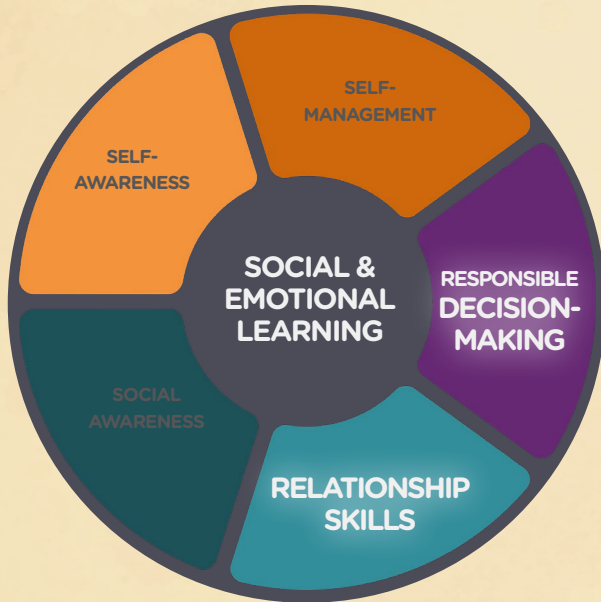 SELF-
MANAGEMENT
SELF-
AWARENESS
SOCIAL &
EMOTIONAL
LEARNING
RESPONSIBLE
DECISION-
MAKING
SOCIAL
AWARENESS
RELATIONSHIP
SKILLS